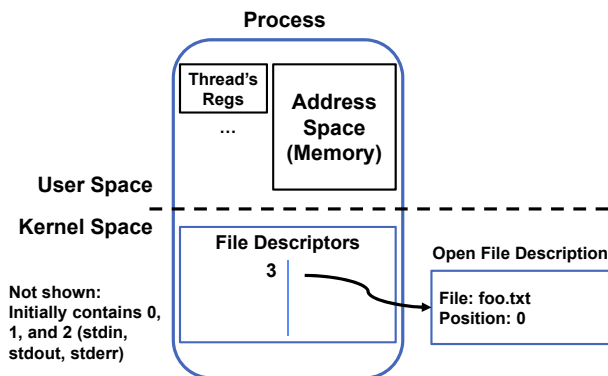 Process
Thread's
Regs
...
Address
Space
(Memory)
User Space
Kernel Space
File Descriptors
3
Open File Description
File: foo.txt
Position: 0
Not shown:
Initially contains 0,
1, and 2 (stdin,
stdout, stderr)